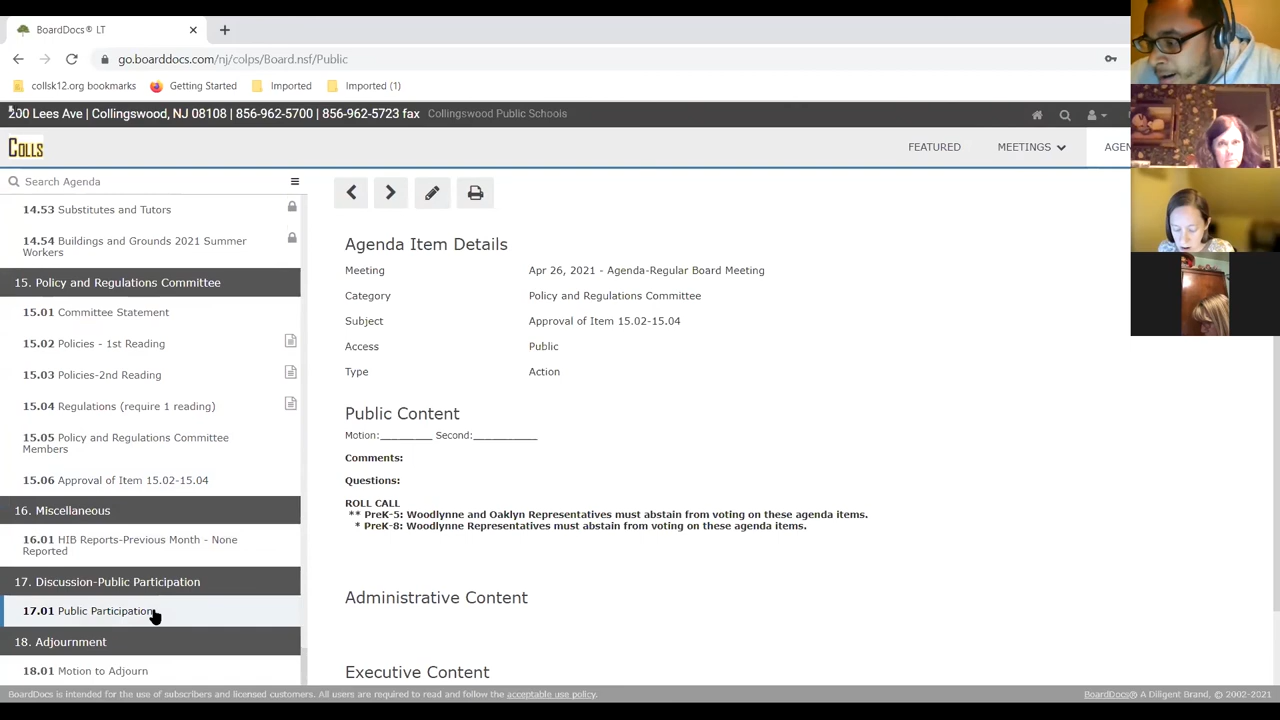 BoardDocs® LT
go.boarddocs.com/nj/colps/Board.nsf/Public
collsk12.org bookmarks
Getting Started
Imported
Imported (1)
200 Lees Ave | Collingswood, NJ 08108 | 856-962-5700 | 856-962-5723 fax
Collingswood Public Schools
COLLS
FEATURED
MEETINGS
AGEN
Search Agenda
14.53 Substitutes and Tutors
14.54 Buildings and Grounds 2021 Summer
Workers
15. Policy and Regulations Committee
15.01 Committee Statement
15.02 Policies - 1st Reading
15.03 Policies-2nd Reading
15.04 Regulations (require 1 reading)
15.05 Policy and Regulations Committee
Members
15.06 Approval of Item 15.02-15.04
16. Miscellaneous
16.01 HIB Reports-Previous Month - None
Reported
17. Discussion-Public Participation
17.01 Public Participation
18. Adjournment
18.01 Motion to Adjourn
Agenda Item Details
Meeting Apr 26, 2021 - Agenda-Regular Board Meeting
Category Policy and Regulations Committee
Subject Approval of Item 15.02-15.04
Access Public
Type Action
Public Content
Motion:_________ Second:___________
Comments:
Questions:
ROLL CALL
** PreK-5: Woodlynne and Oaklyn Representatives must abstain from voting on these agenda items.
* PreK-8: Woodlynne Representatives must abstain from voting on these agenda items.
Administrative Content
Executive Content
BoardDocs is intended for the use of subscribers and licensed customers. All users are required to read and follow the acceptable use policy.
BoardDocs® A Diligent Brand, © 2002-2021